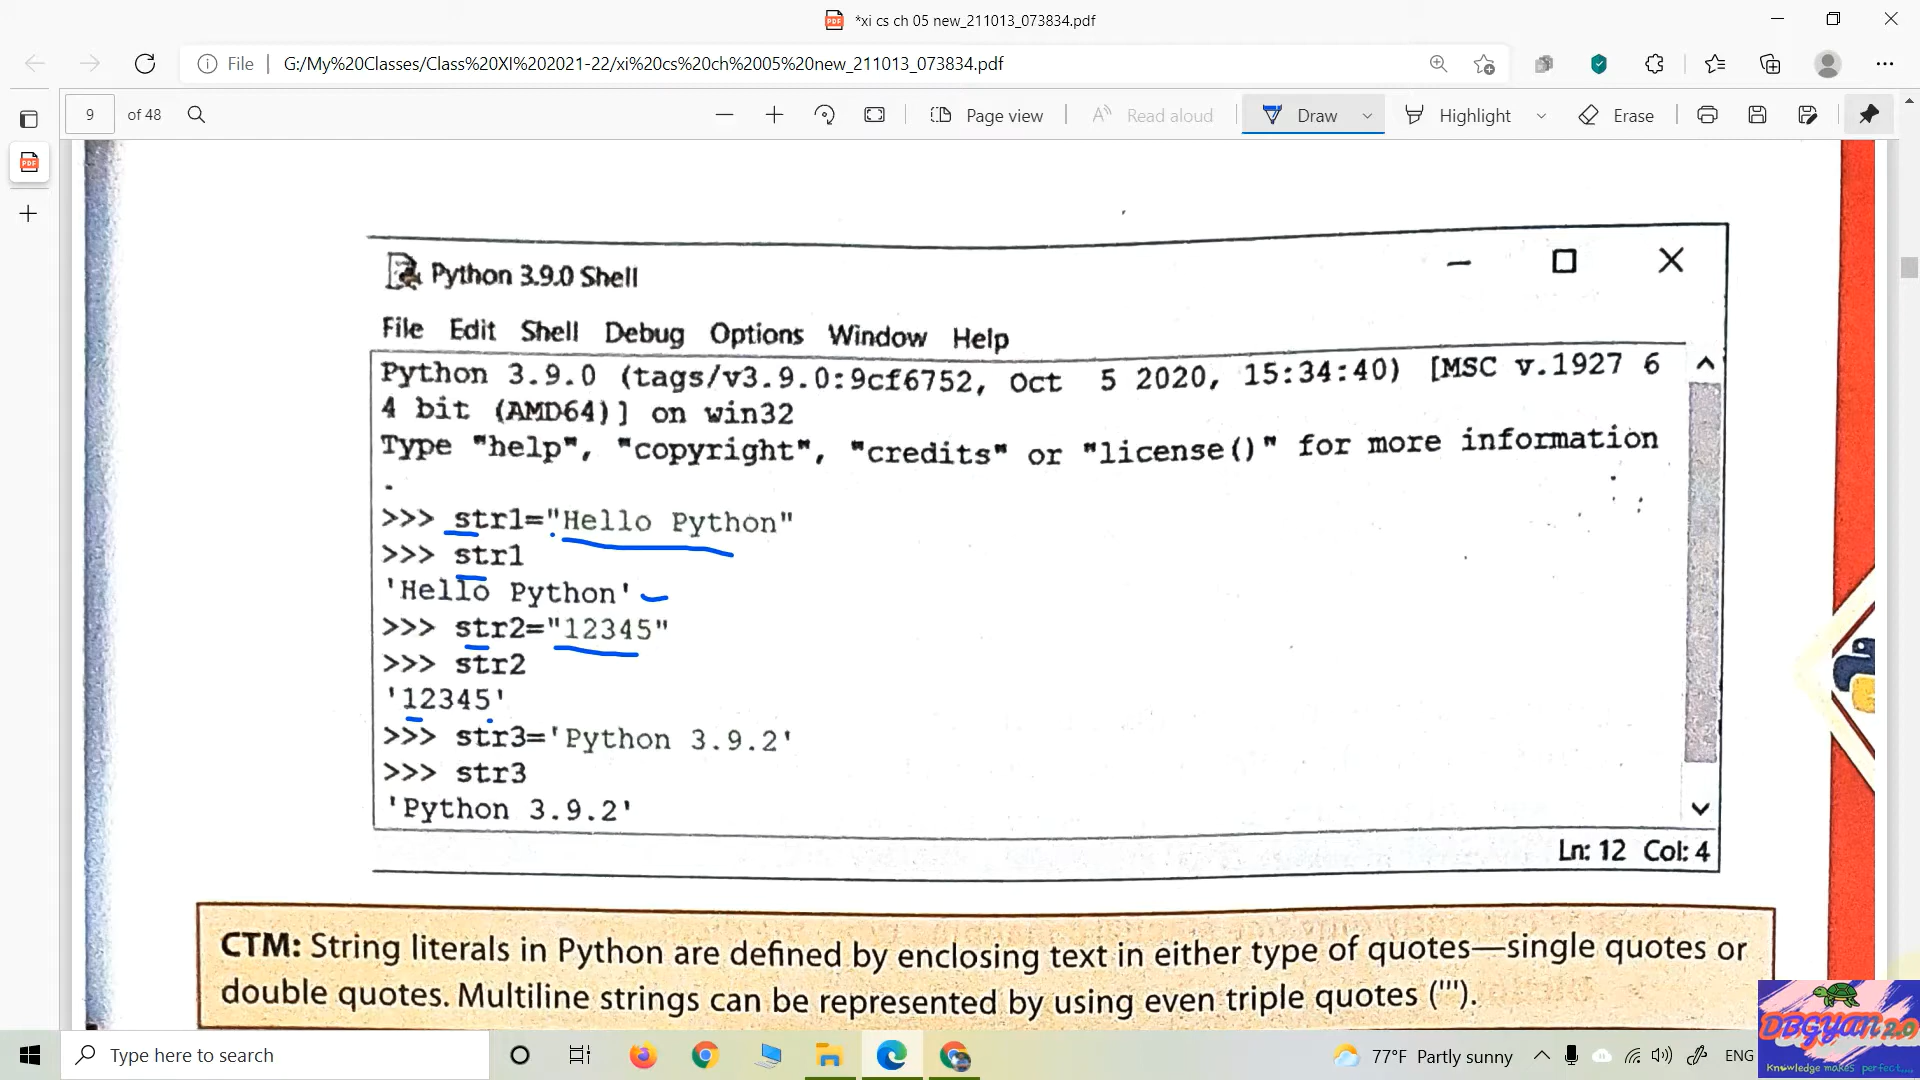 *xi cs ch 05 new_211013_073834.pdf
File G:/My%20Classes/Class%20XI%202021-22/xi%20cs%20ch%2005%20new_211013_073834.pdf
9 of 48 Page view Read aloud Draw Highlight Erase
Python 3.9.0 Shell
File Edit Shell Debug Options Window Help
Python 3.9.0 (tags/v3.9.0:9cf6752, Oct 5 2020, 15:34:40) [MSC v.1927 6
4 bit (AMD64)] on win32
Type "help", "copyright", "credits" or "license()" for more information
.
>>> str1="Hello Python"
>>> str1
'Hello Python'
>>> str2="12345"
>>> str2
'12345'
>>> str3='Python 3.9.2'
>>> str3
'Python 3.9.2'
Ln: 12 Col: 4
CTM: String literals in Python are defined by enclosing text in either type of quotes—single quotes or
double quotes. Multiline strings can be represented by using even triple quotes (''').
DBGyan 2.0
Knowledge makes perfect...
Type here to search 77°F Partly sunny ENG